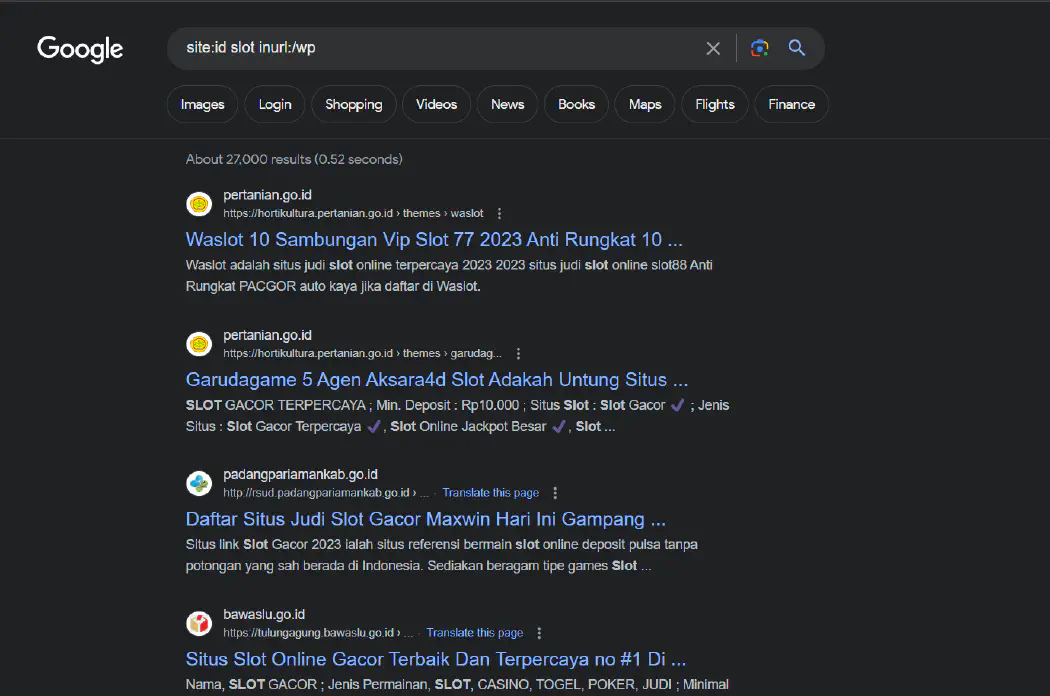 Google
site:id slot inurl:/wp
Images Login Shopping Videos News Books Maps Flights Finance
About 27,000 results (0.52 seconds)
pertanian.go.id
https://hortikultura.pertanian.go.id › themes › waslot
Waslot 10 Sambungan Vip Slot 77 2023 Anti Rungkat 10 ...
Waslot adalah situs judi slot online terpercaya 2023 2023 situs judi slot online slot88 Anti
Rungkat PACGOR auto kaya jika daftar di Waslot.
pertanian.go.id
https://hortikultura.pertanian.go.id › themes › garudag...
Garudagame 5 Agen Aksara4d Slot Adakah Untung Situs ...
SLOT GACOR TERPERCAYA ; Min. Deposit : Rp10.000 ; Situs Slot : Slot Gacor ✔ ; Jenis
Situs : Slot Gacor Terpercaya ✔, Slot Online Jackpot Besar ✔, Slot ...
padangpariamankab.go.id
http://rsud.padangpariamankab.go.id › ... · Translate this page
Daftar Situs Judi Slot Gacor Maxwin Hari Ini Gampang ...
Situs link Slot Gacor 2023 ialah situs referensi bermain slot online deposit pulsa tanpa
potongan yang sah berada di Indonesia. Sediakan beragam tipe games Slot ...
bawaslu.go.id
https://tulungagung.bawaslu.go.id › ... · Translate this page
Situs Slot Online Gacor Terbaik Dan Terpercaya no #1 Di ...
Nama, SLOT GACOR ; Jenis Permainan, SLOT, CASINO, TOGEL, POKER, JUDI ; Minimal